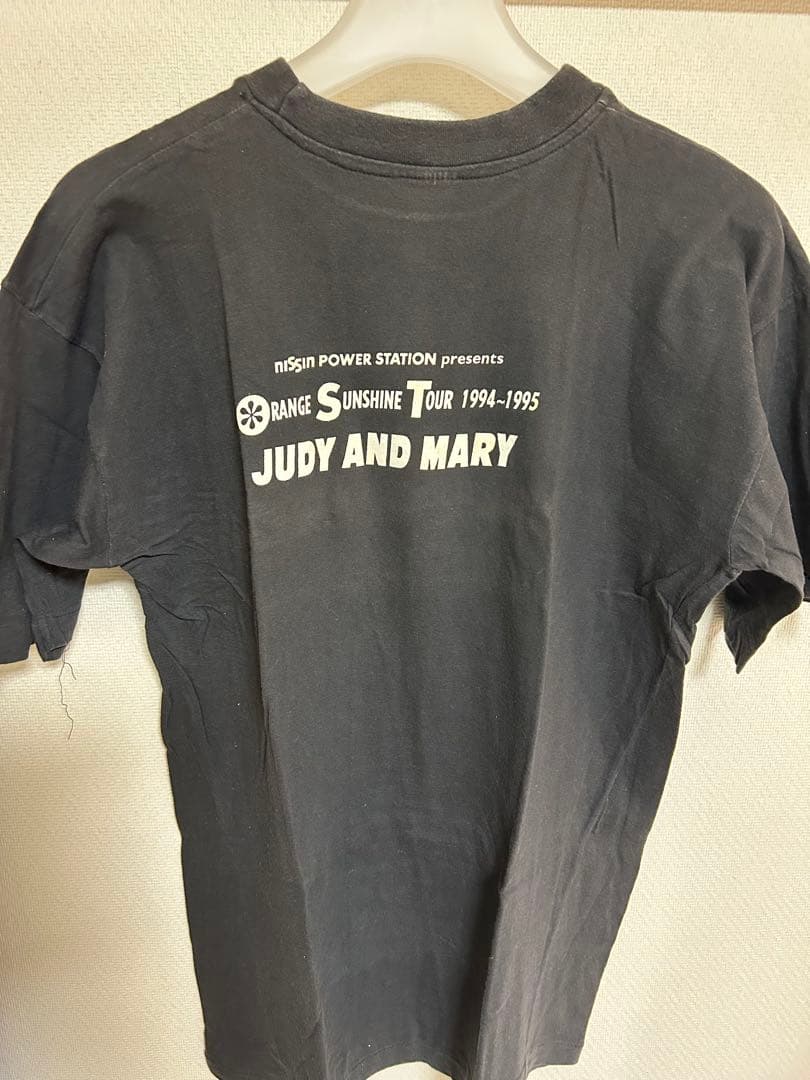 nissin POWER STATION presents
ORANGE SUNSHINE TOUR 1994~1995
JUDY AND MARY